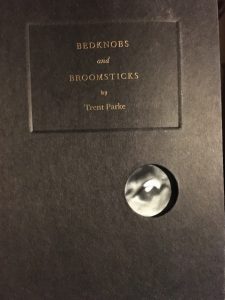 BEDKNOBS
and
BROOMSTICKS
by
Trent Parke